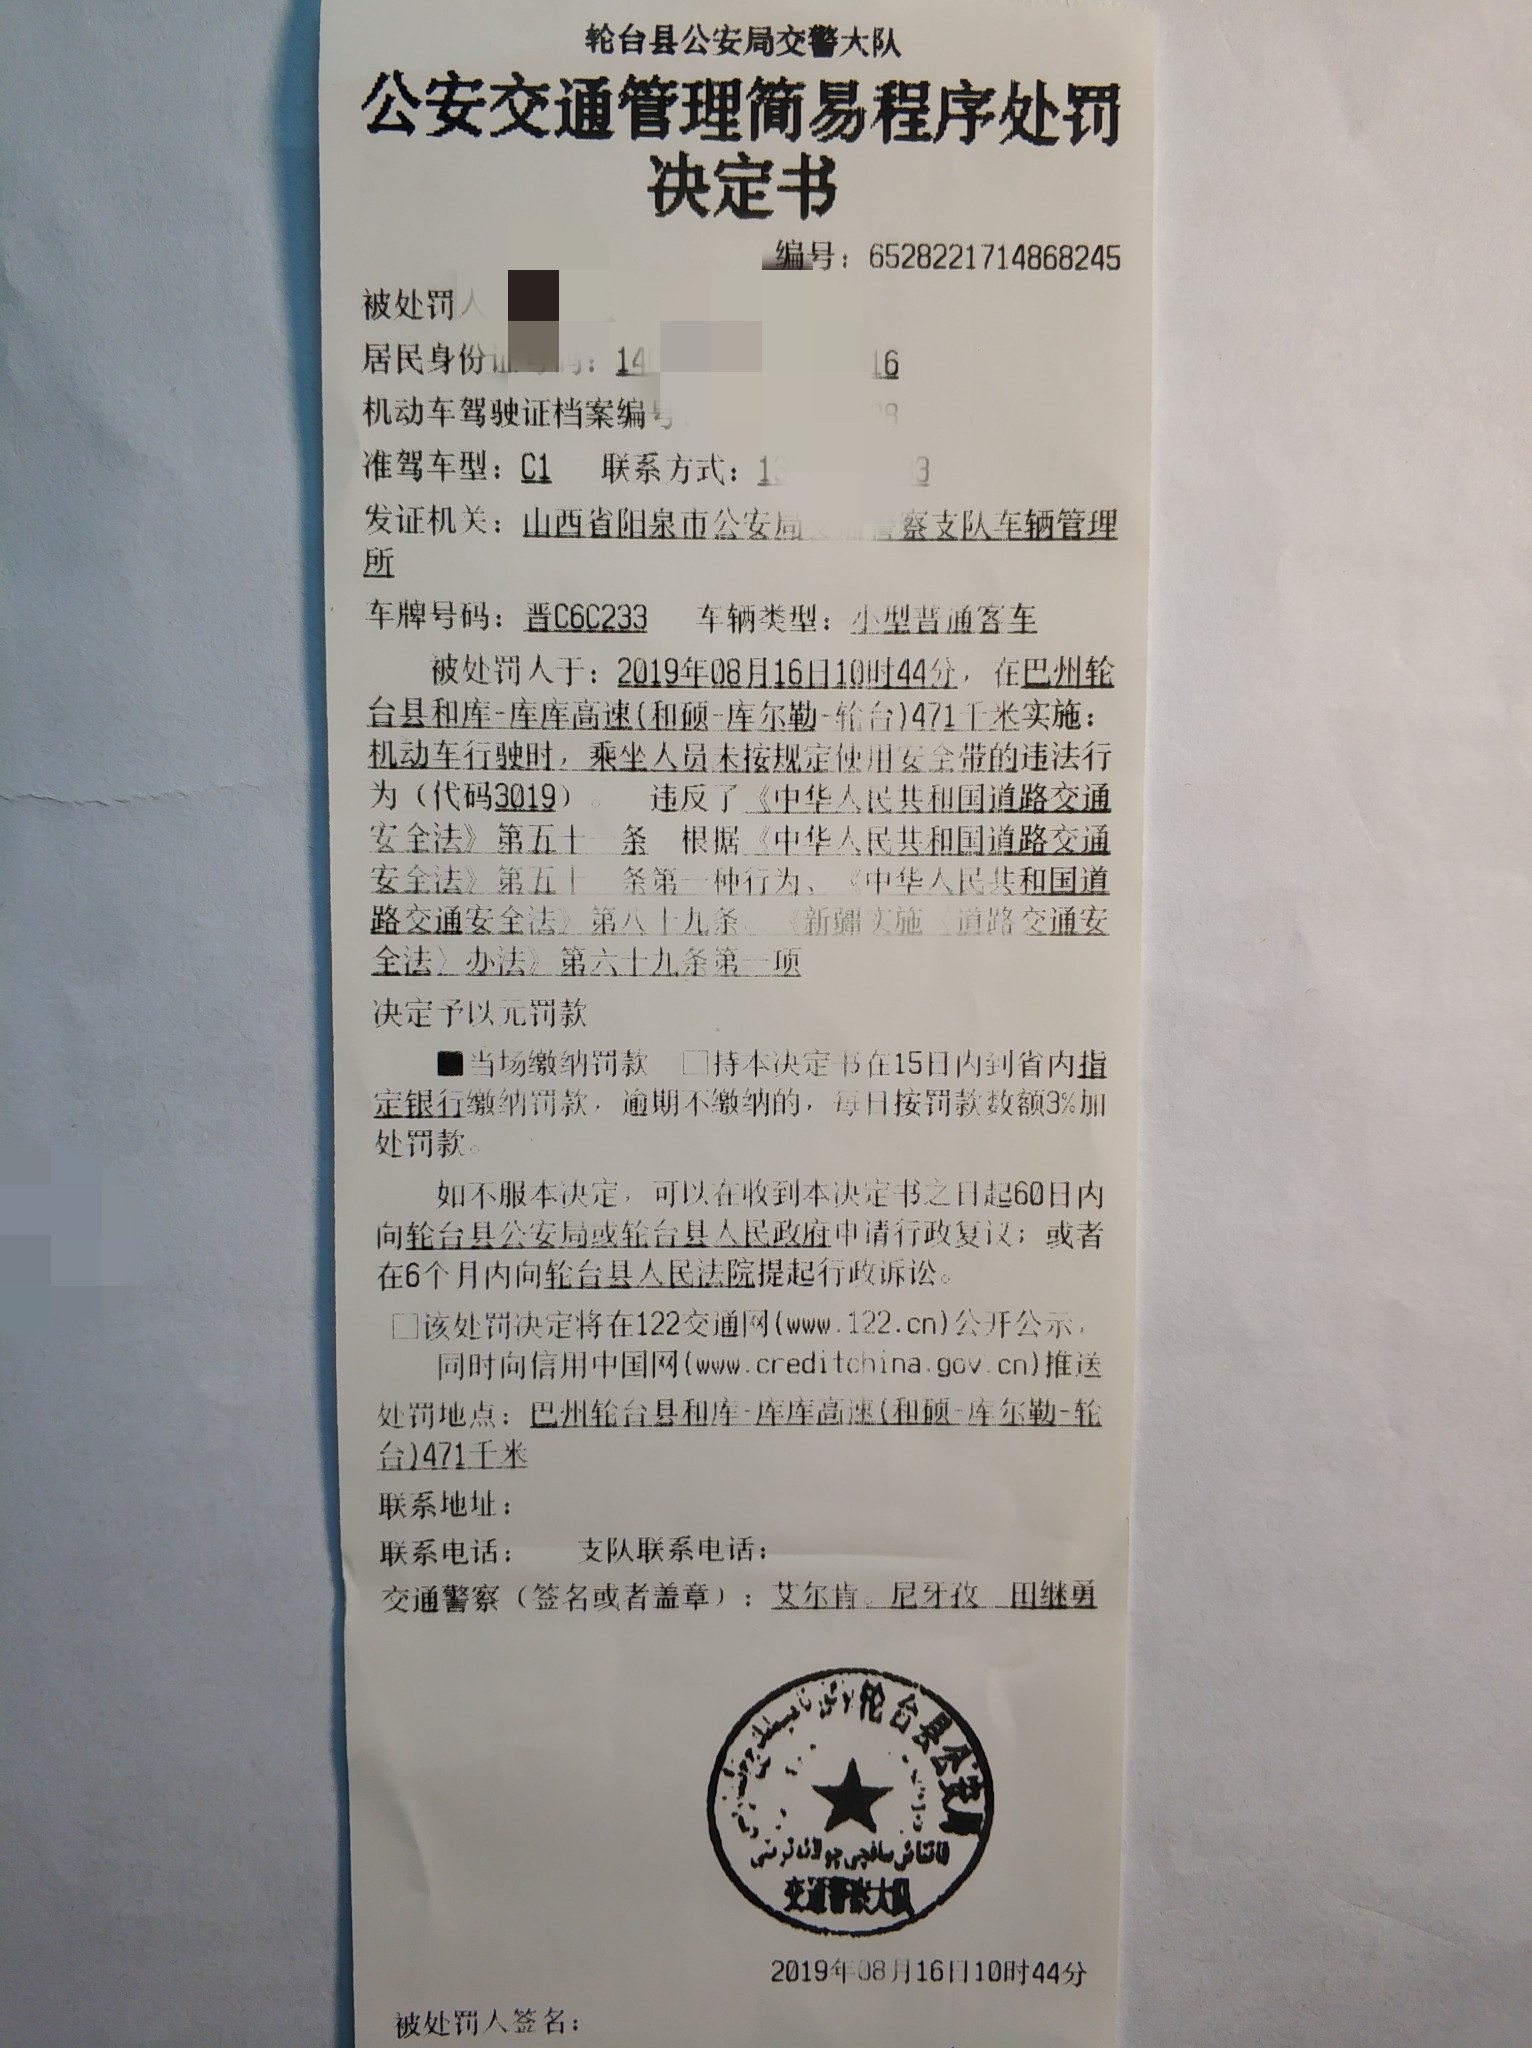 轮台县公安局交警大队
公安交通管理简易程序处罚
决定书
编号：6528221714868245
被处罚人
居民身份证号码：14 16
机动车驾驶证档案编号 8
准驾车型：C1 联系方式：13 3
发证机关：山西省阳泉市公安局 警察支队车辆管理
所
车牌号码：晋C6C233 车辆类型：小型普通客车
被处罚人于：2019年08月16日10时44分，在巴州轮
台县和库-库库高速(和硕-库尔勒-轮台)471千米实施：
机动车行驶时，乘坐人员未按规定使用安全带的违法行
为（代码3019）。 违反了《中华人民共和国道路交通
安全法》第五十一条 根据《中华人民共和国道路交通
安全法》第五十一条第一种行为、《中华人民共和国道
路交通安全法》第八十九条、《新疆实施〈道路交通安
全法〉办法》第六十九条第一项
决定予以元罚款
■当场缴纳罚款 □持本决定书在15日内到省内指
定银行缴纳罚款，逾期不缴纳的，每日按罚款数额3%加
处罚款。
如不服本决定，可以在收到本决定书之日起60日内
向轮台县公安局或轮台县人民政府申请行政复议；或者
在6个月内向轮台县人民法院提起行政诉讼。
□该处罚决定将在122交通网(www.122.cn)公开公示，
同时向信用中国网(www.creditchina.gov.cn)推送
处罚地点：巴州轮台县和库-库库高速(和硕-库尔勒-轮
台)471千米
联系地址：
联系电话： 支队联系电话：
交通警察（签名或者盖章）：艾尔肯。尼牙孜 田继勇
轮台县公安局
交通警察大队
2019年08月16日10时44分
被处罚人签名：